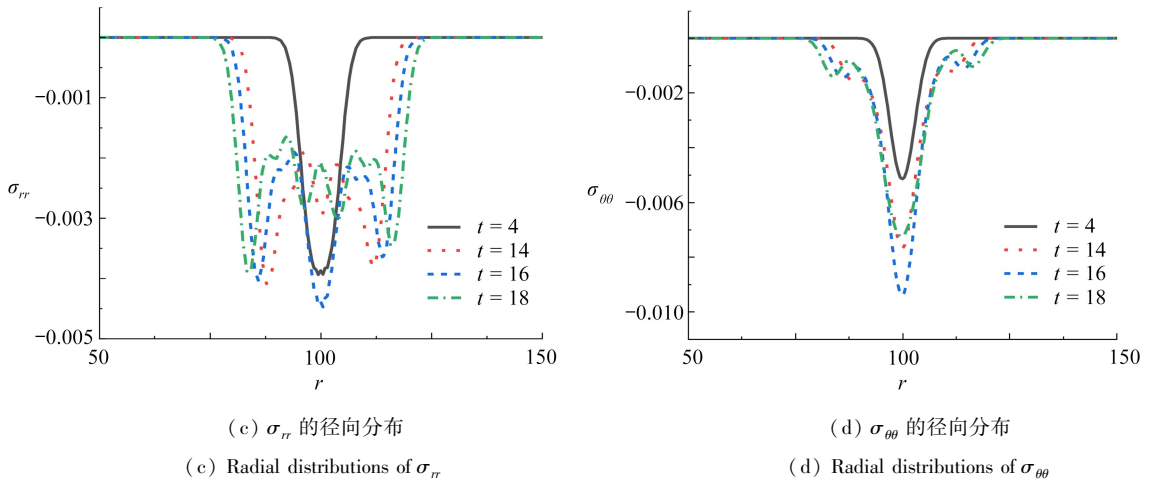 −0.001
−0.003
−0.005
σrr
50
100
150
r
t = 4
t = 14
t = 16
t = 18
(c) σrr 的径向分布
(c) Radial distributions of σrr
−0.002
−0.006
−0.010
σθθ
50
100
150
r
t = 4
t = 14
t = 16
t = 18
(d) σθθ 的径向分布
(d) Radial distributions of σθθ